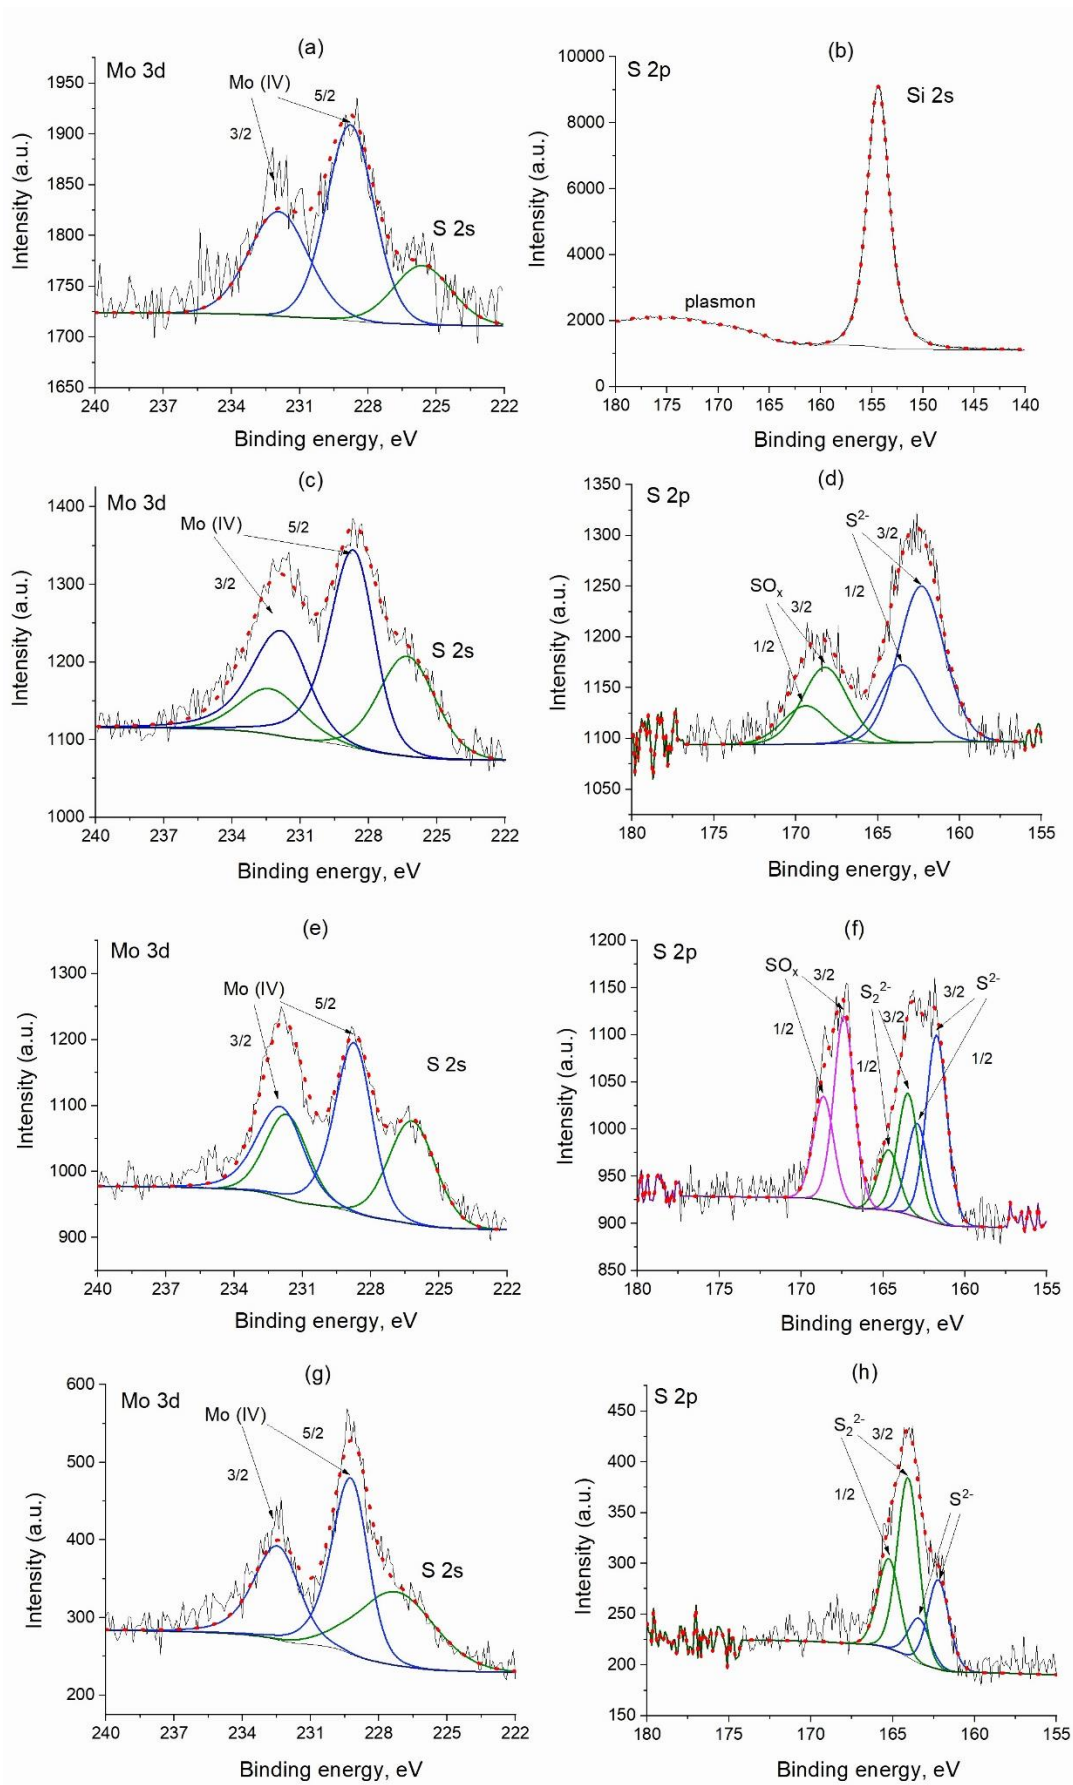 (a)
Mo 3d
Mo (IV)
5/2
3/2
S 2s
1950
1900
1850
1800
1750
1700
1650
240 237 234 231 228 225 222
Intensity (a.u.)
Binding energy, eV
(b)
S 2p
Si 2s
plasmon
10000
8000
6000
4000
2000
0
180 175 170 165 160 155 150 145 140
Intensity (a.u.)
Binding energy, eV
(c)
Mo 3d
Mo (IV)
5/2
3/2
S 2s
1400
1300
1200
1100
1000
240 237 234 231 228 225 222
Intensity (a.u.)
Binding energy, eV
(d)
S 2p
S²⁻
3/2
1/2
SOₓ
3/2
1/2
1350
1300
1250
1200
1150
1100
1050
180 175 170 165 160 155
Intensity (a.u.)
Binding energy, eV
(e)
Mo 3d
Mo (IV)
5/2
3/2
S 2s
1300
1200
1100
1000
900
240 237 234 231 228 225 222
Intensity (a.u.)
Binding energy, eV
(f)
S 2p
SOₓ
3/2
1/2
S₂²⁻
3/2
1/2
S²⁻
3/2
1/2
1200
1150
1100
1050
1000
950
900
850
180 175 170 165 160 155
Intensity (a.u.)
Binding energy, eV
(g)
Mo 3d
Mo (IV)
5/2
3/2
S 2s
600
500
400
300
200
240 237 234 231 228 225 222
Intensity (a.u.)
Binding energy, eV
(h)
S 2p
S₂²⁻
3/2
1/2
S²⁻
450
400
350
300
250
200
150
180 175 170 165 160 155
Intensity (a.u.)
Binding energy, eV